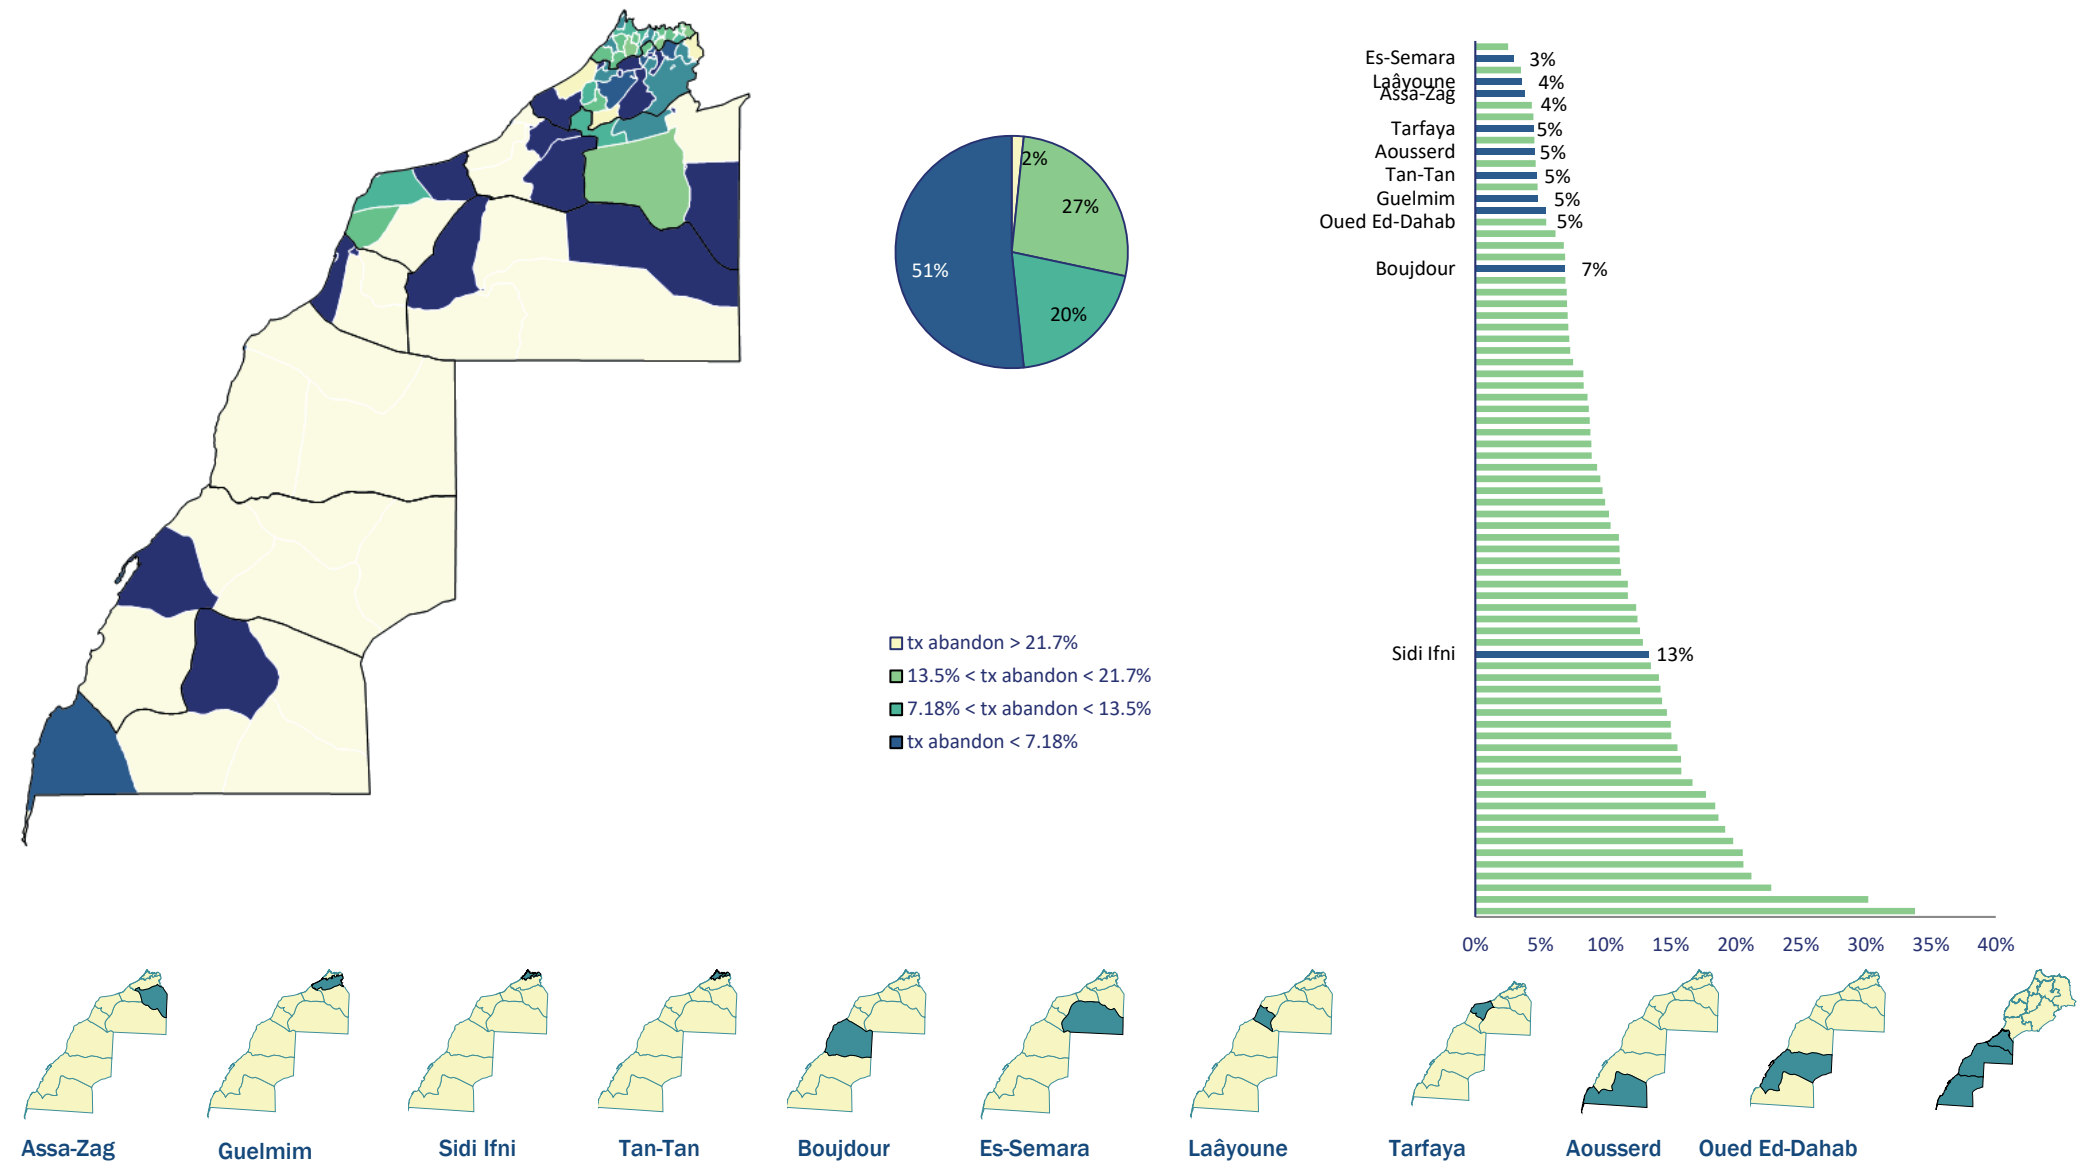 2%
27%
51%
20%
tx abandon > 21.7%
13.5% < tx abandon < 21.7%
7.18% < tx abandon < 13.5%
tx abandon < 7.18%
Es-Semara 3%
Laâyoune 4%
Assa-Zag 4%
Tarfaya 5%
Aousserd 5%
Tan-Tan 5%
Guelmim 5%
Oued Ed-Dahab 5%
Boujdour 7%
Sidi Ifni 13%
0% 5% 10% 15% 20% 25% 30% 35% 40%
Assa-Zag Guelmim Sidi Ifni Tan-Tan Boujdour Es-Semara Laâyoune Tarfaya Aousserd Oued Ed-Dahab